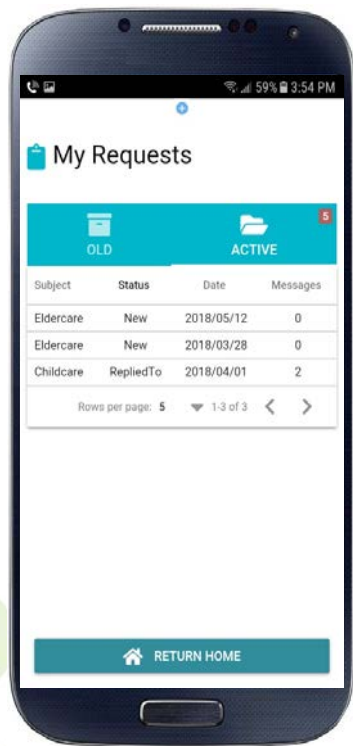 59% 3:54 PM
My Requests
5
OLD ACTIVE
Subject Status Date Messages
Eldercare New 2018/05/12 0
Eldercare New 2018/03/28 0
Childcare RepliedTo 2018/04/01 2
Rows per page: 5 1-3 of 3
RETURN HOME